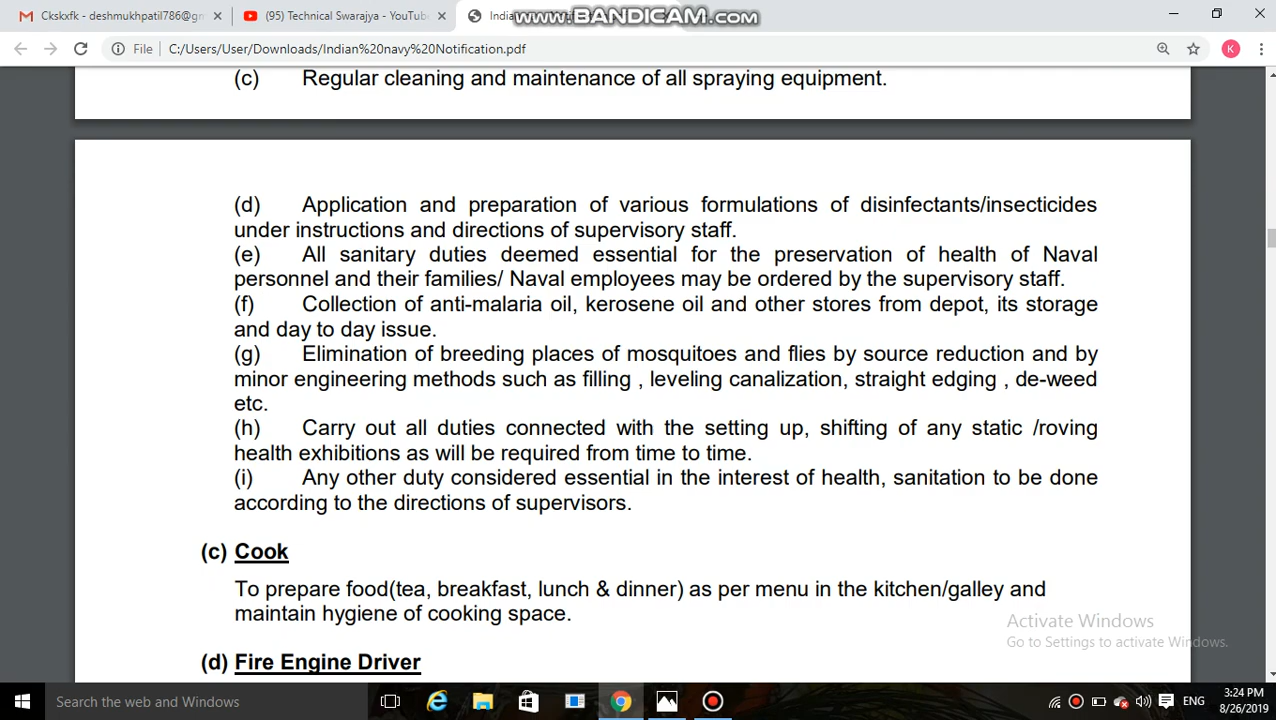 Ckskxfk - deshmukhpatil786@gm
(95) Technical Swarajya - YouTube
www.BANDICAM.com
File
C:/Users/User/Downloads/Indian%20navy%20Notification.pdf
K
(c) Regular cleaning and maintenance of all spraying equipment.
(d) Application and preparation of various formulations of disinfectants/insecticides
under instructions and directions of supervisory staff.
(e) All sanitary duties deemed essential for the preservation of health of Naval
personnel and their families/ Naval employees may be ordered by the supervisory staff.
(f) Collection of anti-malaria oil, kerosene oil and other stores from depot, its storage
and day to day issue.
(g) Elimination of breeding places of mosquitoes and flies by source reduction and by
minor engineering methods such as filling , leveling canalization, straight edging , de-weed
etc.
(h) Carry out all duties connected with the setting up, shifting of any static /roving
health exhibitions as will be required from time to time.
(i) Any other duty considered essential in the interest of health, sanitation to be done
according to the directions of supervisors.
(c) Cook
To prepare food(tea, breakfast, lunch & dinner) as per menu in the kitchen/galley and
maintain hygiene of cooking space.
Activate Windows
Go to Settings to activate Windows.
(d) Fire Engine Driver
Search the web and Windows
ENG
3:24 PM
8/26/2019